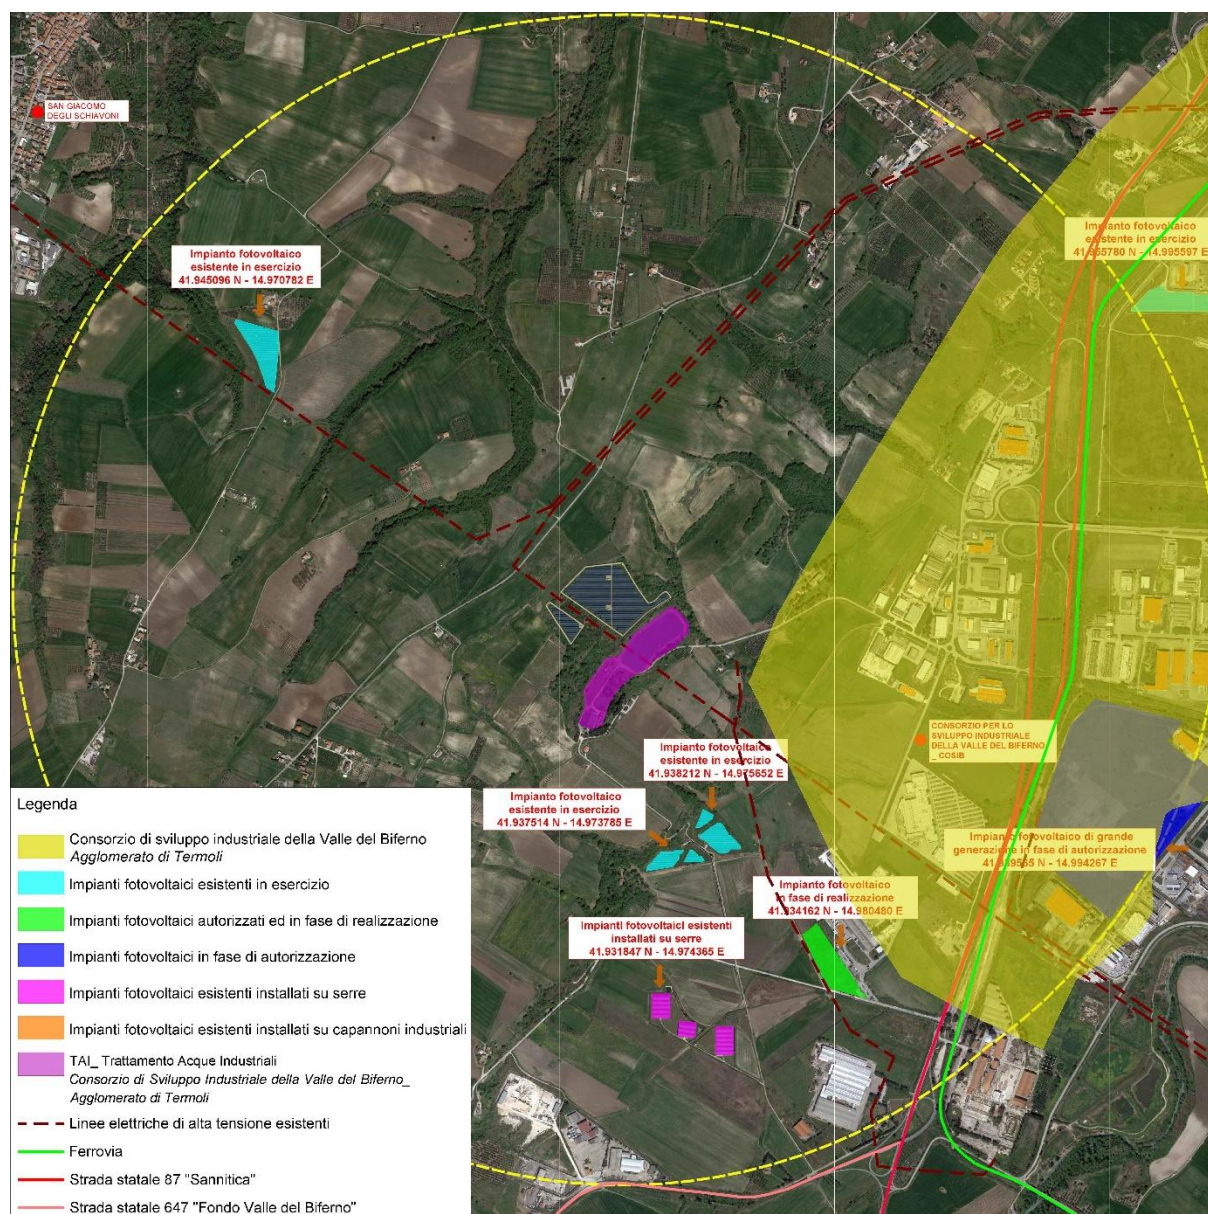 SAN GIACOMO
DEGLI SCHIAVONI
Impianto fotovoltaico
esistente in esercizio
41.945096 N - 14.970782 E
Impianto fotovoltaico
esistente in esercizio
41.955780 N - 14.995597 E
CONSORZIO PER LO
SVILUPPO INDUSTRIALE
DELLA VALLE DEL BIFERNO
_ COSIB
Impianto fotovoltaico
esistente in esercizio
41.938212 N - 14.975652 E
Impianto fotovoltaico
esistente in esercizio
41.937514 N - 14.973785 E
Impianto fotovoltaico di grande
generazione in fase di autorizzazione
14.994267 E
Impianto fotovoltaico
in fase di realizzazione
41.934162 N - 14.980480 E
Impianti fotovoltaici esistenti
installati su serre
41.931847 N - 14.974365 E
Legenda
Consorzio di sviluppo industriale della Valle del Biferno
Agglomerato di Termoli
Impianti fotovoltaici esistenti in esercizio
Impianti fotovoltaici autorizzati ed in fase di realizzazione
Impianti fotovoltaici in fase di autorizzazione
Impianti fotovoltaici esistenti installati su serre
Impianti fotovoltaici esistenti installati su capannoni industriali
TAI_ Trattamento Acque Industriali
Consorzio di Sviluppo Industriale della Valle del Biferno_
Agglomerato di Termoli
Linee elettriche di alta tensione esistenti
Ferrovia
Strada statale 87 "Sannitica"
Strada statale 647 "Fondo Valle del Biferno"